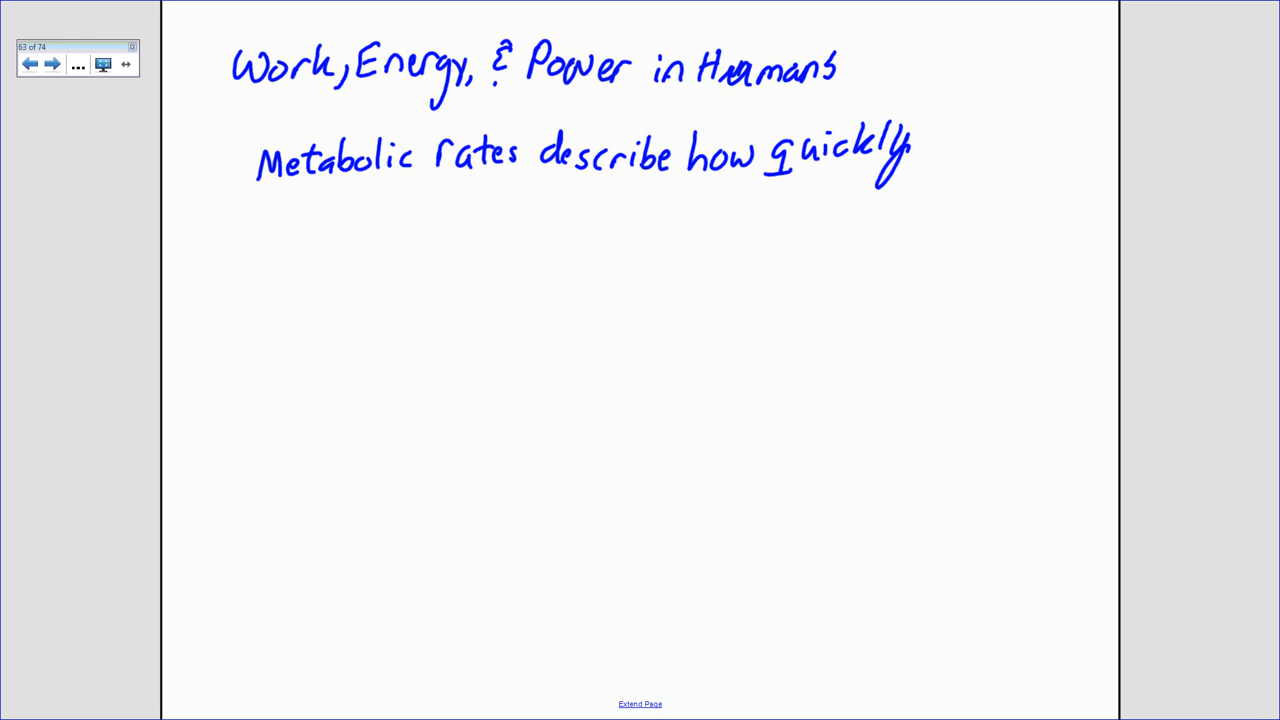 63 of 74
Work, Energy, & Power in Humans
Metabolic rates describe how quickly
Extend Page